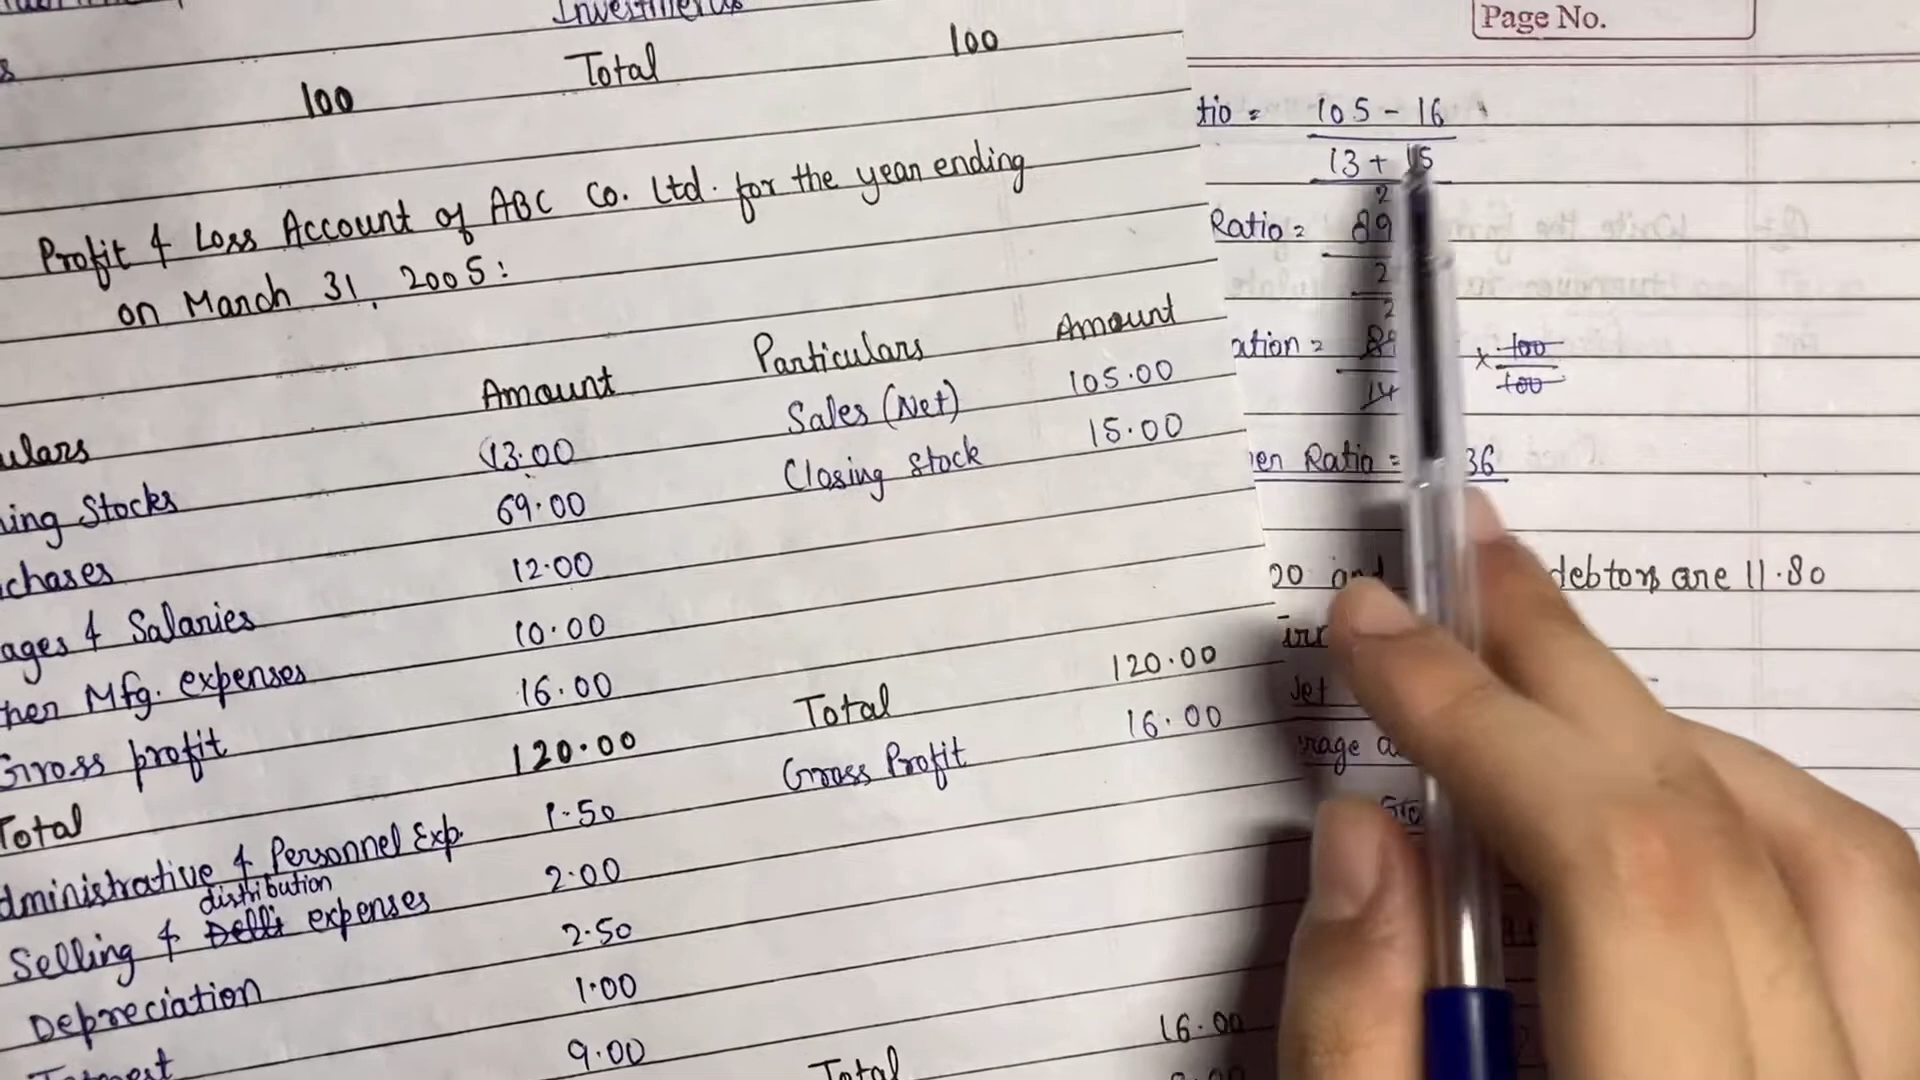 Investments
Page No.
100 Total 100
Profit & Loss Account of ABC Co. Ltd. for the year ending
on March 31, 2005:
ulars Amount Particulars Amount
ing Stocks 13.00 Sales (Net) 105.00
chases 69.00 Closing Stock 15.00
ages & Salaries 12.00
her Mfg. expenses 10.00
Gross profit 16.00 Total 120.00
Total 120.00 Gross Profit 16.00
dministrative & Personnel Exp. 1.50
Selling & distribution expenses 2.00
Depreciation 2.50
Interest 1.00
9.00 Total 16.00
tio = 105 - 16
13 + 15
2
Ratio = 89
2
2
ation =
14
× 100
100
Ratio = 36
20 and debtors are 11.80